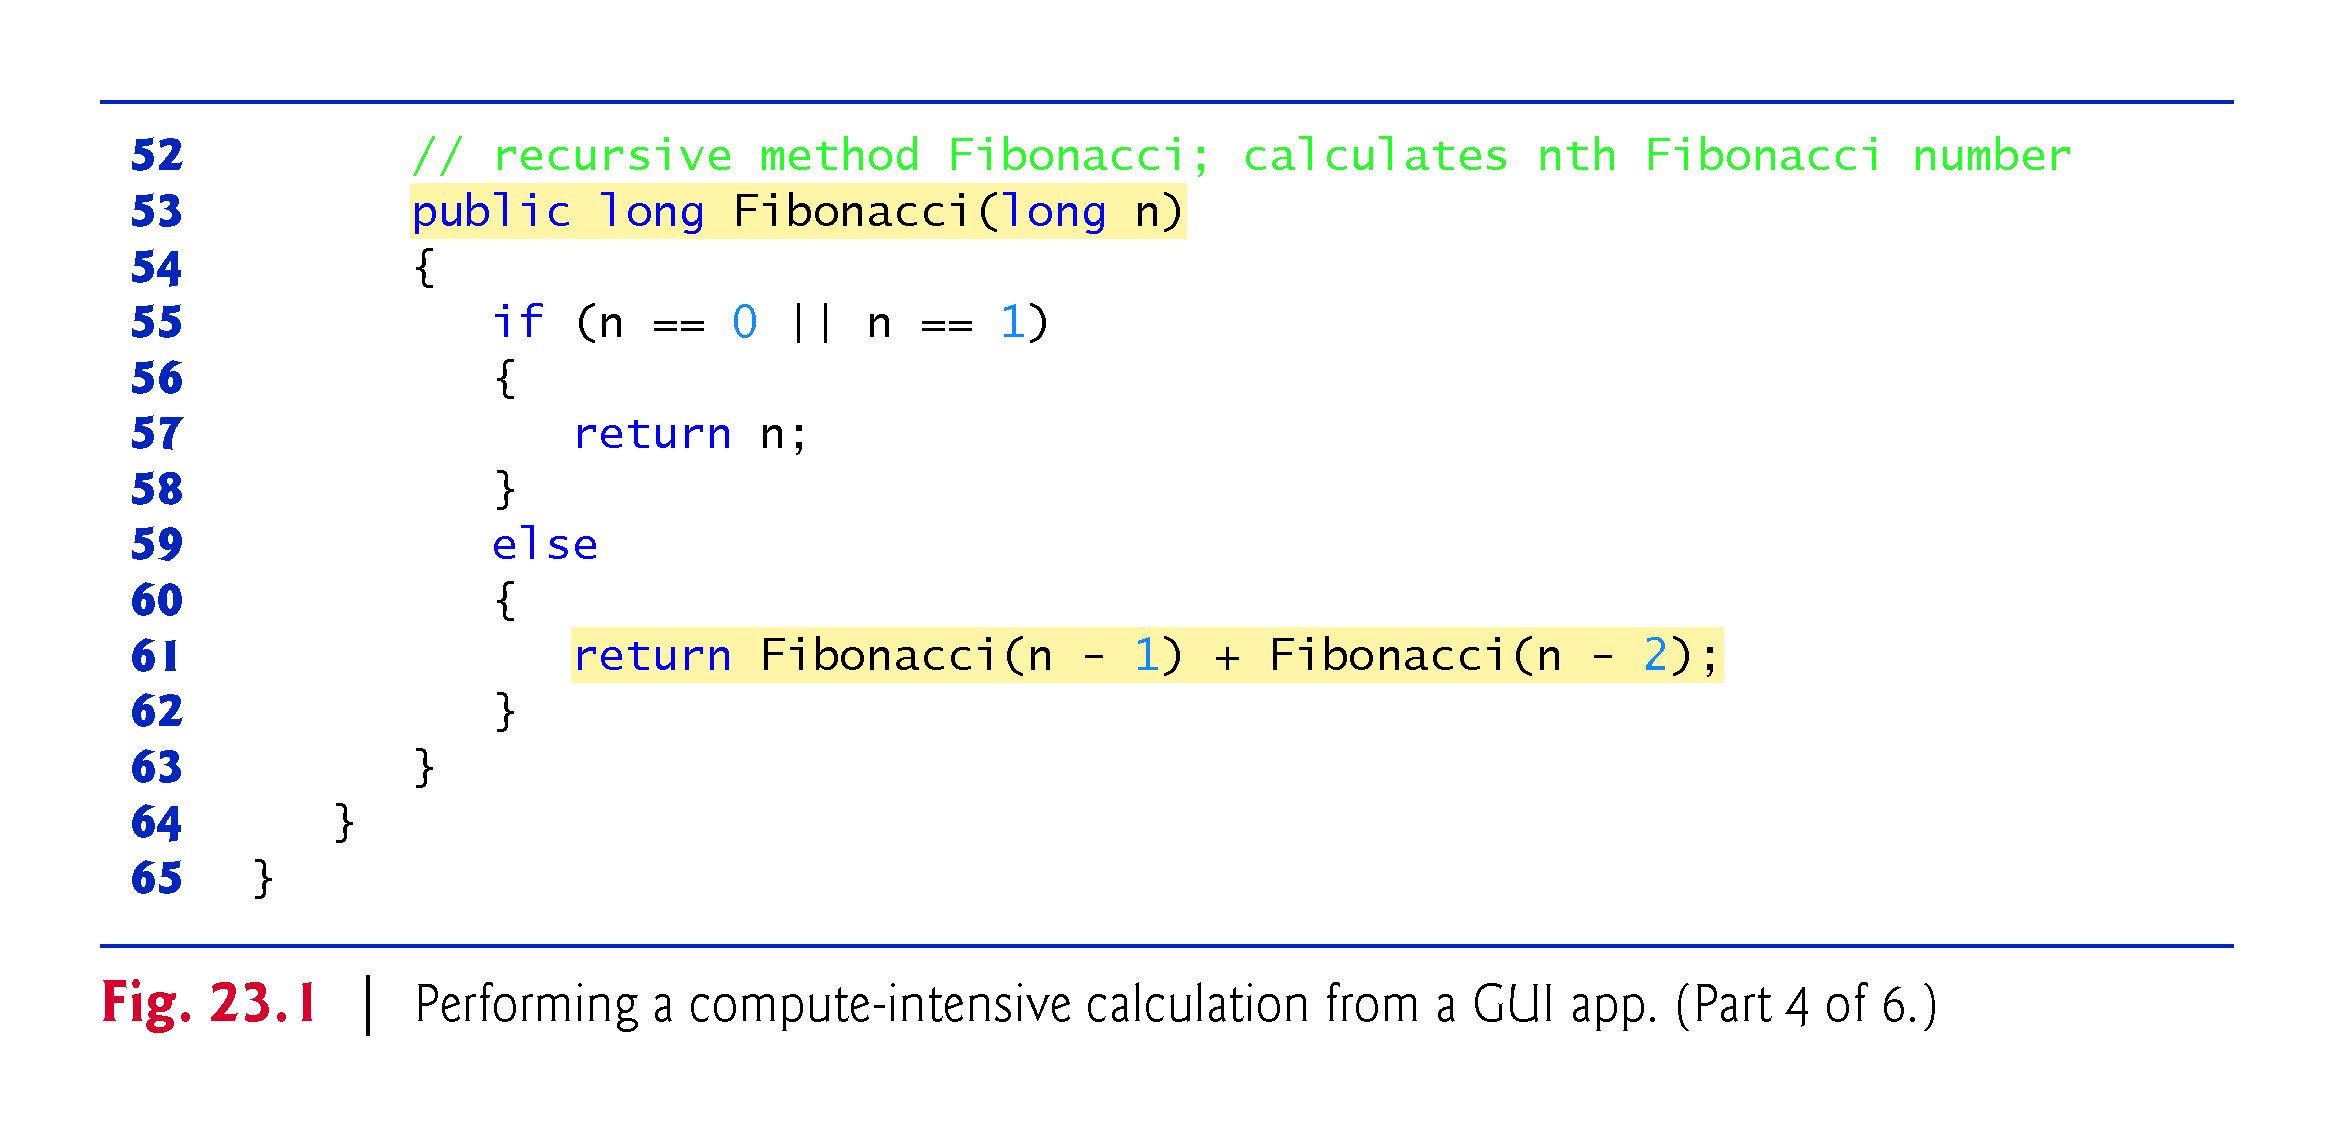 52 // recursive method Fibonacci; calculates nth Fibonacci number
53 public long Fibonacci(long n)
54 {
55 if (n == 0 || n == 1)
56 {
57 return n;
58 }
59 else
60 {
61 return Fibonacci(n - 1) + Fibonacci(n - 2);
62 }
63 }
64 }
65 }
Fig. 23.1 | Performing a compute-intensive calculation from a GUI app. (Part 4 of 6.)